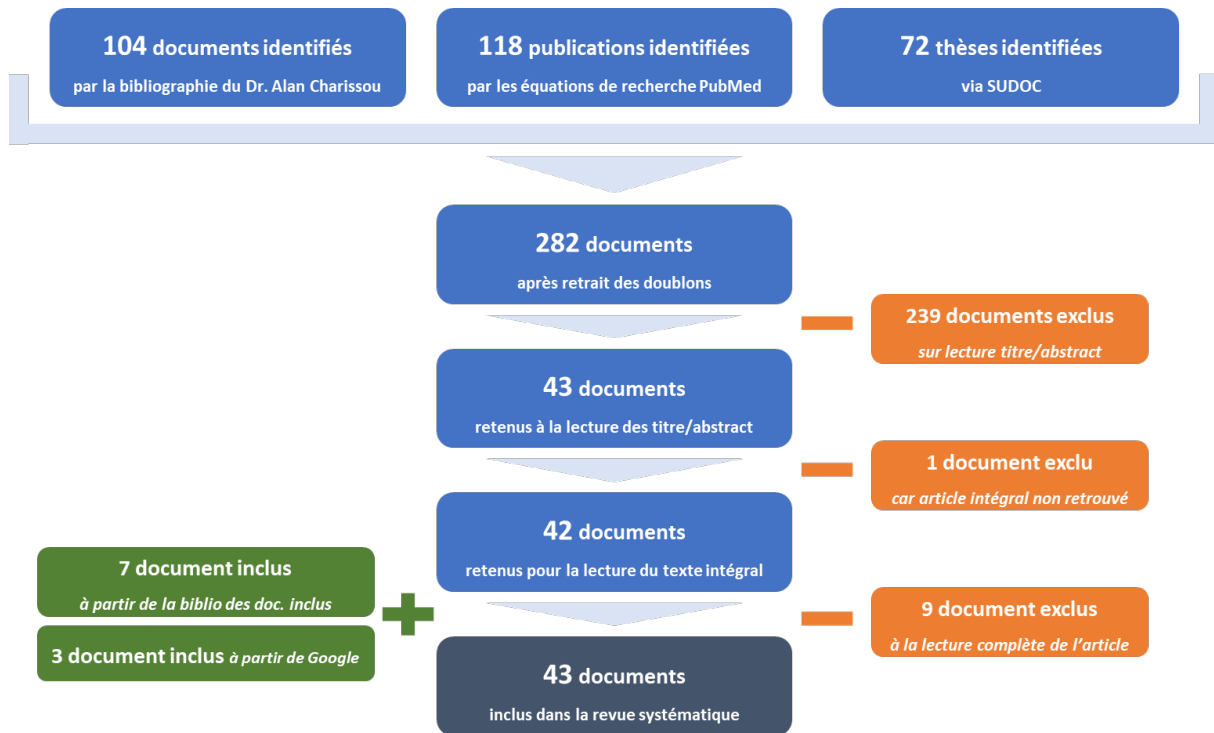 104 documents identifiés
par la bibliographie du Dr. Alan Charissou
118 publications identifiées
par les équations de recherche PubMed
72 thèses identifiées
via SUDOC
282 documents
après retrait des doublons
239 documents exclus
sur lecture titre/abstract
43 documents
retenus à la lecture des titre/abstract
1 document exclu
car article intégral non retrouvé
42 documents
retenus pour la lecture du texte intégral
7 document inclus
à partir de la biblio des doc. inclus
3 document inclus à partir de Google
9 document exclus
à la lecture complète de l'article
43 documents
inclus dans la revue systématique